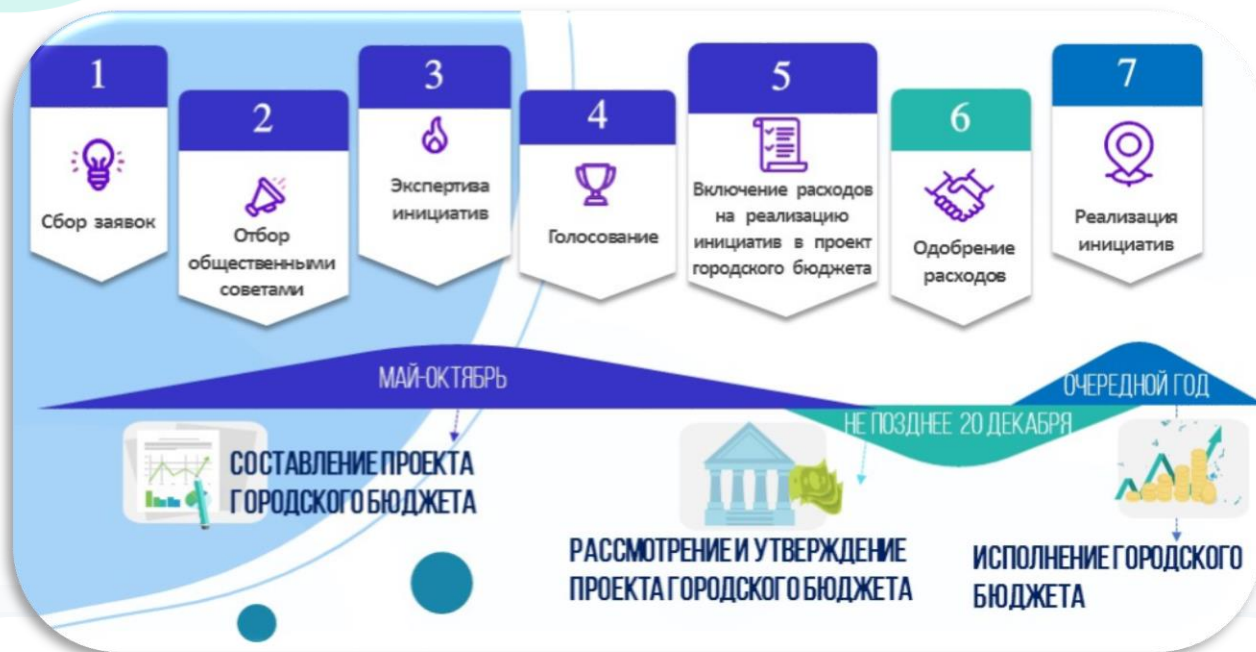 1
Сбор заявок
2
Отбор
общественными
советами
3
Экспертива
инициатив
4
Голосование
5
Включение расходов
на реализацию
инициатив в проект
городского бюджета
6
Одобрение
расходов
7
Реализация
инициатив
МАЙ-ОКТЯБРЬ
НЕ ПОЗДНЕЕ 20 ДЕКАБРЯ
ОЧЕРЕДНОЙ ГОД
СОСТАВЛЕНИЕ ПРОЕКТА
ГОРОДСКОГО БЮДЖЕТА
РАССМОТРЕНИЕ И УТВЕРЖДЕНИЕ
ПРОЕКТА ГОРОДСКОГО БЮДЖЕТА
ИСПОЛНЕНИЕ ГОРОДСКОГО
БЮДЖЕТА